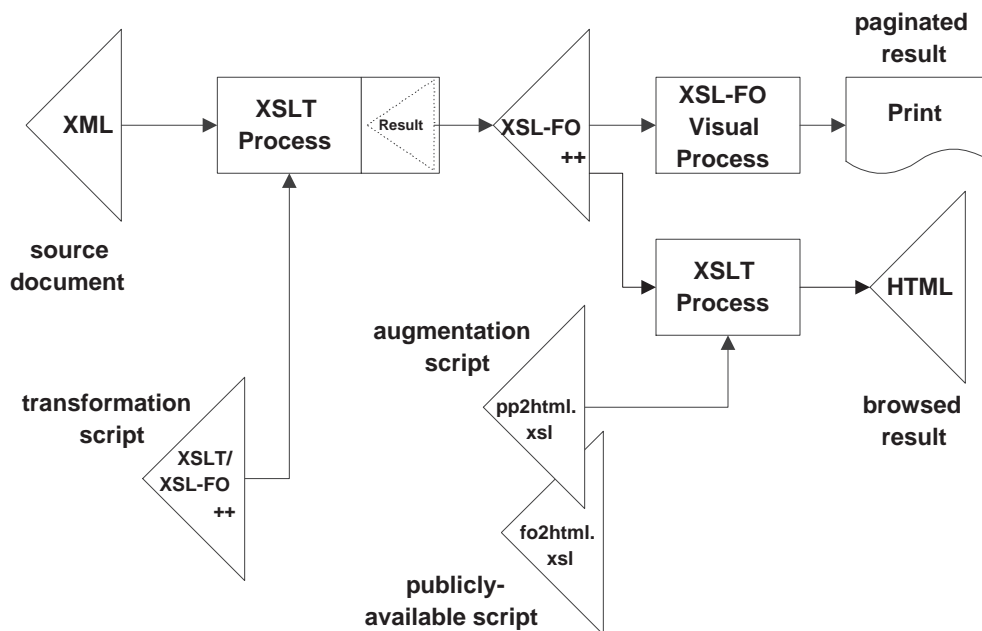 paginated
result
XML
XSLT
Process
Result
XSL-FO
++
XSL-FO
Visual
Process
Print
source
document
XSLT
Process
HTML
augmentation
script
pp2html.
xsl
browsed
result
transformation
script
XSLT/
XSL-FO
++
fo2html.
xsl
publicly-
available script